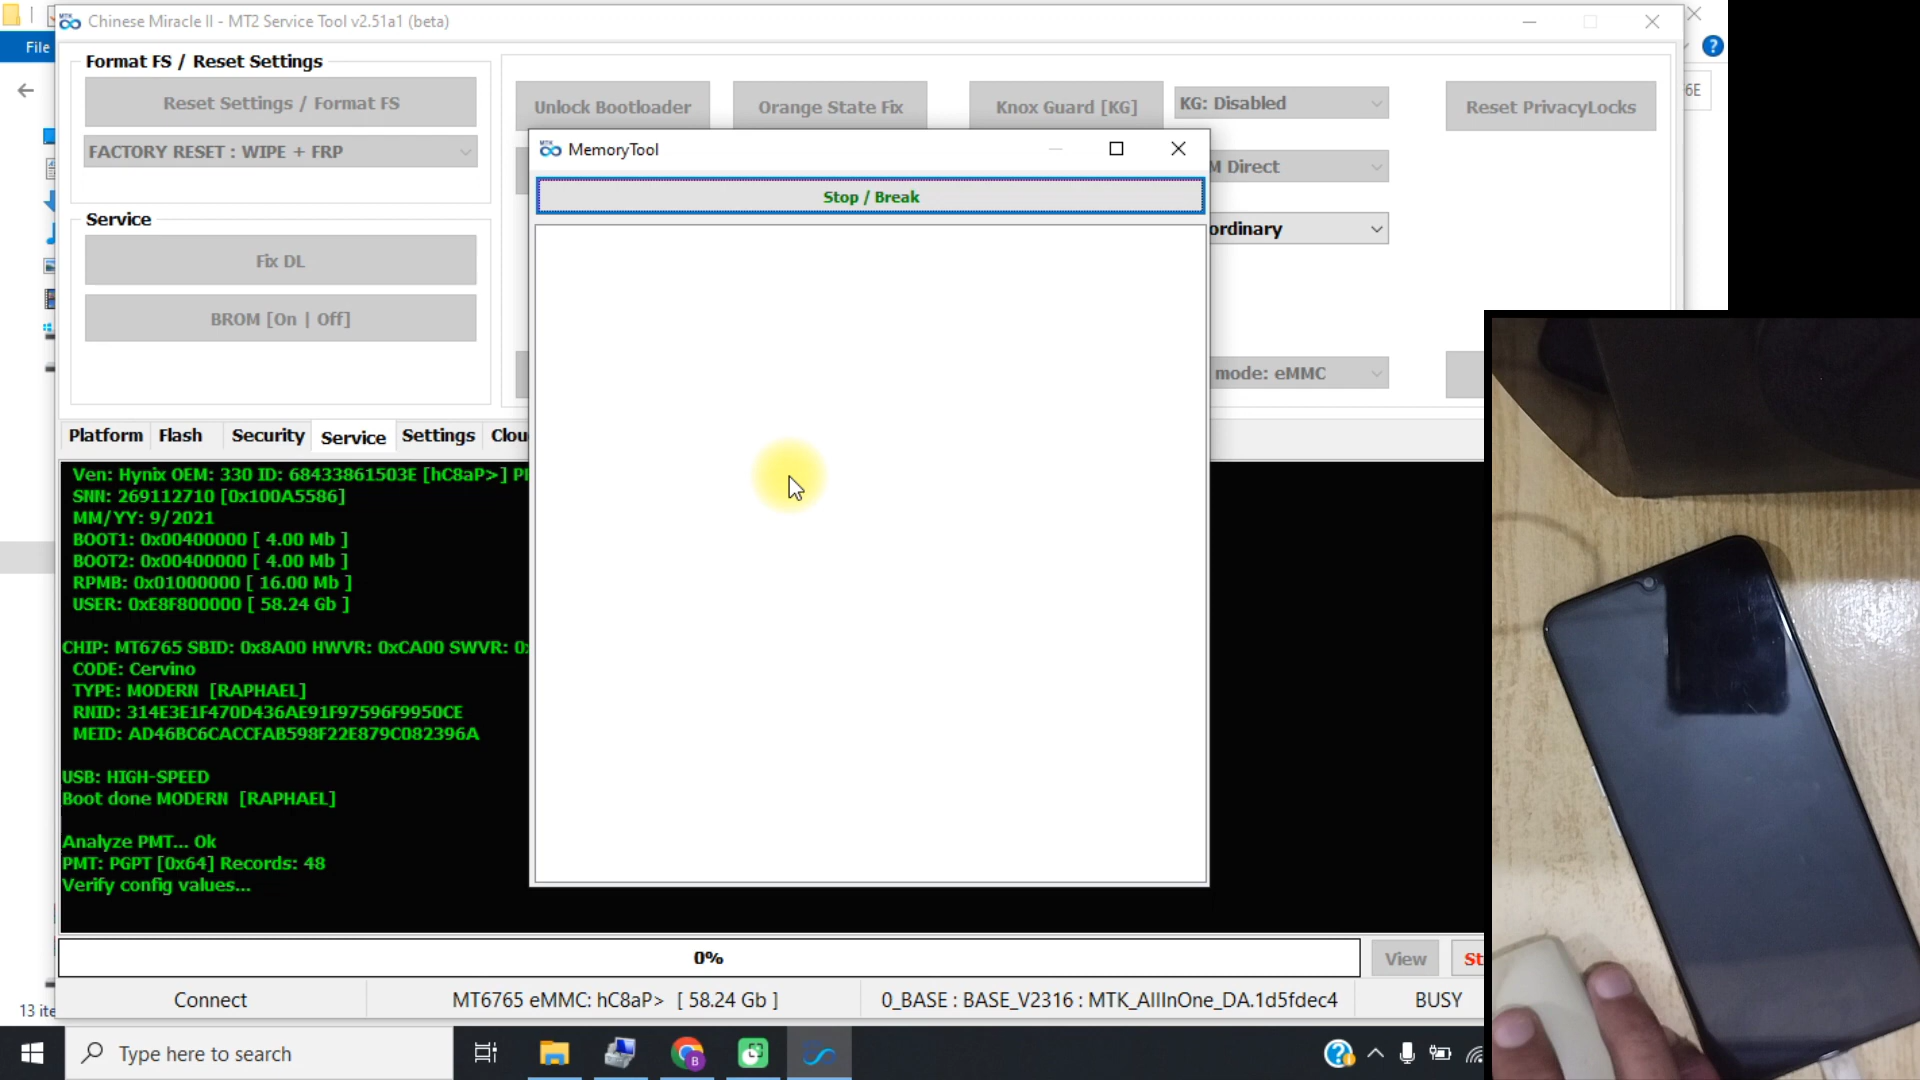 Chinese Miracle II - MT2 Service Tool v2.51a1 (beta)
File
Format FS / Reset Settings
Reset Settings / Format FS
FACTORY RESET : WIPE + FRP
Service
Fix DL
BROM [On | Off]
Unlock Bootloader
Orange State Fix
Knox Guard [KG]
KG: Disabled
Reset PrivacyLocks
6E
MemoryTool
Stop / Break
M Direct
ordinary
mode: eMMC
Platform
Flash
Security
Service
Settings
Clou
Ven: Hynix OEM: 330 ID: 68433861503E [hC8aP>] P
SNN: 269112710 [0x100A5586]
MM/YY: 9/2021
BOOT1: 0x00400000 [ 4.00 Mb ]
BOOT2: 0x00400000 [ 4.00 Mb ]
RPMB: 0x01000000 [ 16.00 Mb ]
USER: 0xE8F800000 [ 58.24 Gb ]
CHIP: MT6765 SBID: 0x8A00 HWVR: 0xCA00 SWVR: 0
CODE: Cervino
TYPE: MODERN [RAPHAEL]
RNID: 314E3E1F470D436AE91F97596F9950CE
MEID: AD46BC6CACCFAB598F22E879C082396A
USB: HIGH-SPEED
Boot done MODERN [RAPHAEL]
Analyze PMT... Ok
PMT: PGPT [0x64] Records: 48
Verify config values...
0%
View
St
Connect
MT6765 eMMC: hC8aP> [ 58.24 Gb ]
0_BASE : BASE_V2316 : MTK_AllInOne_DA.1d5fdec4
BUSY
13 ite
Type here to search